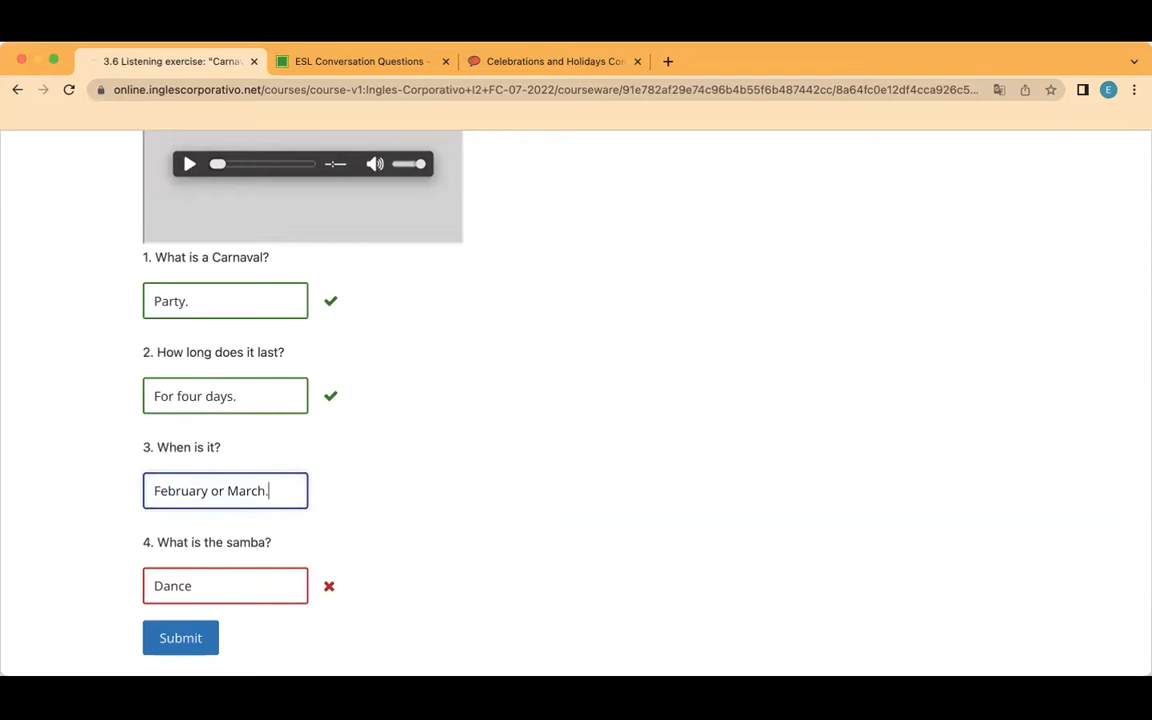 3.6 Listening exercise: "Carna
ESL Conversation Questions -
Celebrations and Holidays Co
online.inglescorporativo.net/courses/course-v1:Ingles-Corporativo+I2+FC-07-2022/courseware/91e782af29e74c96b4b55f6b487442cc/8a64fc0e12df4cca926c5...
E
1. What is a Carnaval?
Party.
2. How long does it last?
For four days.
3. When is it?
February or March.
4. What is the samba?
Dance
Submit